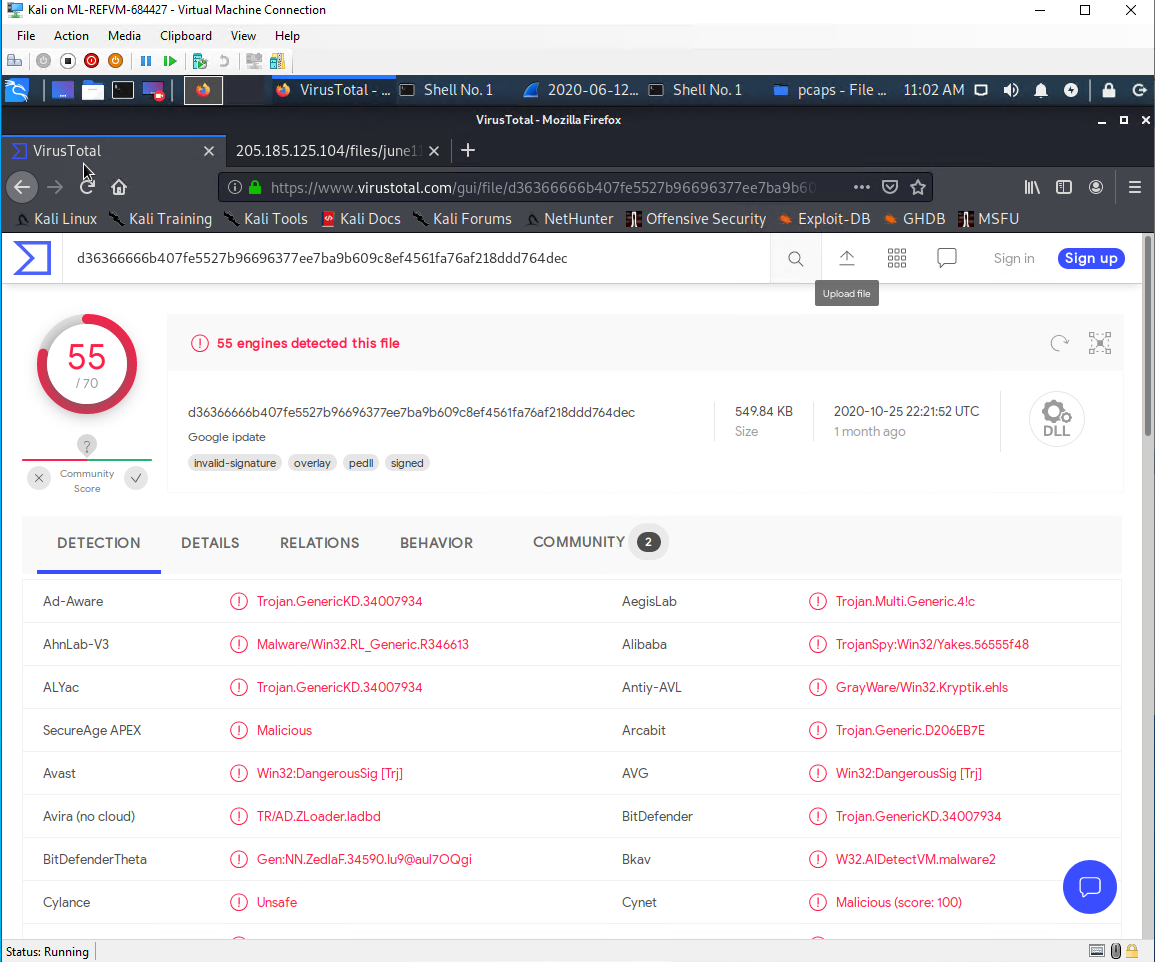 Kali on ML-REFVM-684427 - Virtual Machine Connection
File Action Media Clipboard View Help
VirusTotal - ... Shell No. 1 2020-06-12... Shell No. 1 pcaps - File ... 11:02 AM
VirusTotal - Mozilla Firefox
VirusTotal 205.185.125.104/files/june11
https://www.virustotal.com/gui/file/d36366666b407fe5527b96696377ee7ba9b60
Kali Linux Kali Training Kali Tools Kali Docs Kali Forums NetHunter Offensive Security Exploit-DB GHDB MSFU
d36366666b407fe5527b96696377ee7ba9b609c8ef4561fa76af218ddd764dec Sign in Sign up
Upload file
55
/ 70
55 engines detected this file
d36366666b407fe5527b96696377ee7ba9b609c8ef4561fa76af218ddd764dec
Google ipdate
invalid-signature overlay pedll signed
549.84 KB
Size
2020-10-25 22:21:52 UTC
1 month ago
DLL
?
Community
Score
DETECTION DETAILS RELATIONS BEHAVIOR COMMUNITY 2
Ad-Aware Trojan.GenericKD.34007934 AegisLab Trojan.Multi.Generic.4!c
AhnLab-V3 Malware/Win32.RL_Generic.R346613 Alibaba TrojanSpy:Win32/Yakes.56555f48
ALYac Trojan.GenericKD.34007934 Antiy-AVL GrayWare/Win32.Kryptik.ehls
SecureAge APEX Malicious Arcabit Trojan.Generic.D206EB7E
Avast Win32:DangerousSig [Trj] AVG Win32:DangerousSig [Trj]
Avira (no cloud) TR/AD.ZLoader.ladbd BitDefender Trojan.GenericKD.34007934
BitDefenderTheta Gen:NN.ZedlaF.34590.Iu9@aul7OQgi Bkav W32.AIDetectVM.malware2
Cylance Unsafe Cynet Malicious (score: 100)
Status: Running